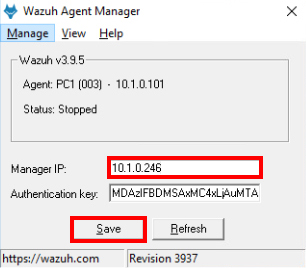 Wazuh Agent Manager
Manage View Help
Wazuh v3.9.5
Agent: PC1 (003) - 10.1.0.101
Status: Stopped
Manager IP: 10.1.0.246
Authentication key: MDAzIFBDMSAxMC4xLjAuMTA
Save Refresh
https://wazuh.com Revision 3937